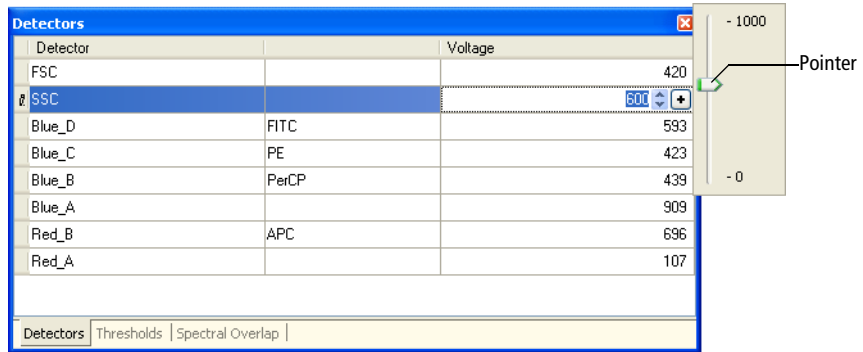 Detectors
- 1000
Detector Voltage
Pointer
FSC 420
SSC 600 +
Blue_D FITC 593
Blue_C PE 423
Blue_B PerCP 439
- 0
Blue_A 909
Red_B APC 696
Red_A 107
Detectors Thresholds Spectral Overlap